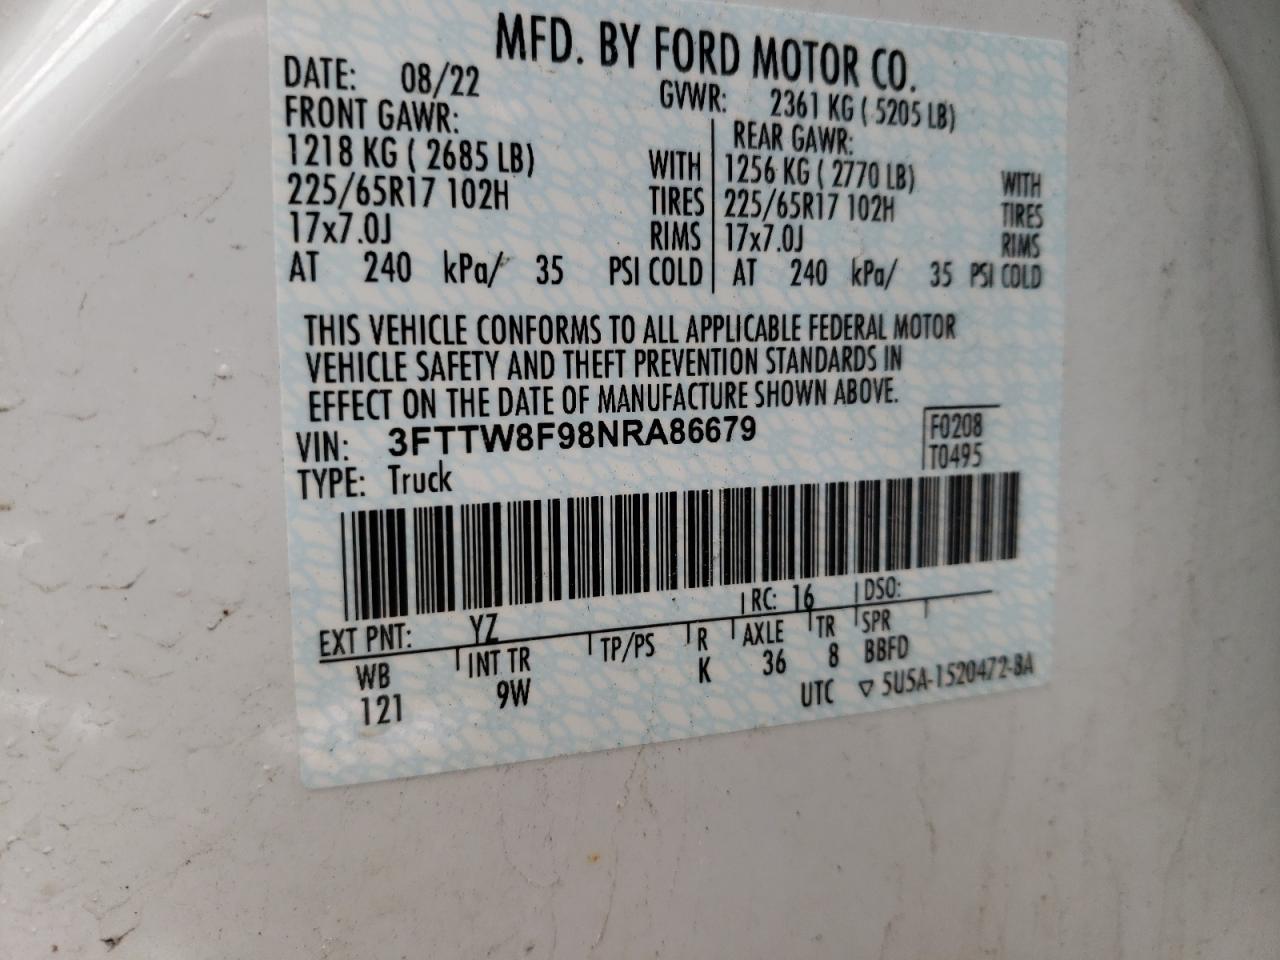 MFD. BY FORD MOTOR CO.
DATE: 08/22
GVWR: 2361 KG ( 5205 LB)
FRONT GAWR:
1218 KG ( 2685 LB) WITH
225/65R17 102H TIRES
17x7.0J RIMS
AT 240 kPa/ 35 PSI COLD
REAR GAWR:
1256 KG ( 2770 LB) WITH
225/65R17 102H TIRES
17x7.0J RIMS
AT 240 kPa/ 35 PSI COLD
THIS VEHICLE CONFORMS TO ALL APPLICABLE FEDERAL MOTOR
VEHICLE SAFETY AND THEFT PREVENTION STANDARDS IN
EFFECT ON THE DATE OF MANUFACTURE SHOWN ABOVE.
VIN: 3FTTW8F98NRA86679
TYPE: Truck
F0208
T0495
EXT PNT: YZ RC: 16 DSO:
WB INT TR TP/PS R AXLE TR SPR
121 9W K 36 8 BBFD
UTC ▽ 5U5A-1520472-BA